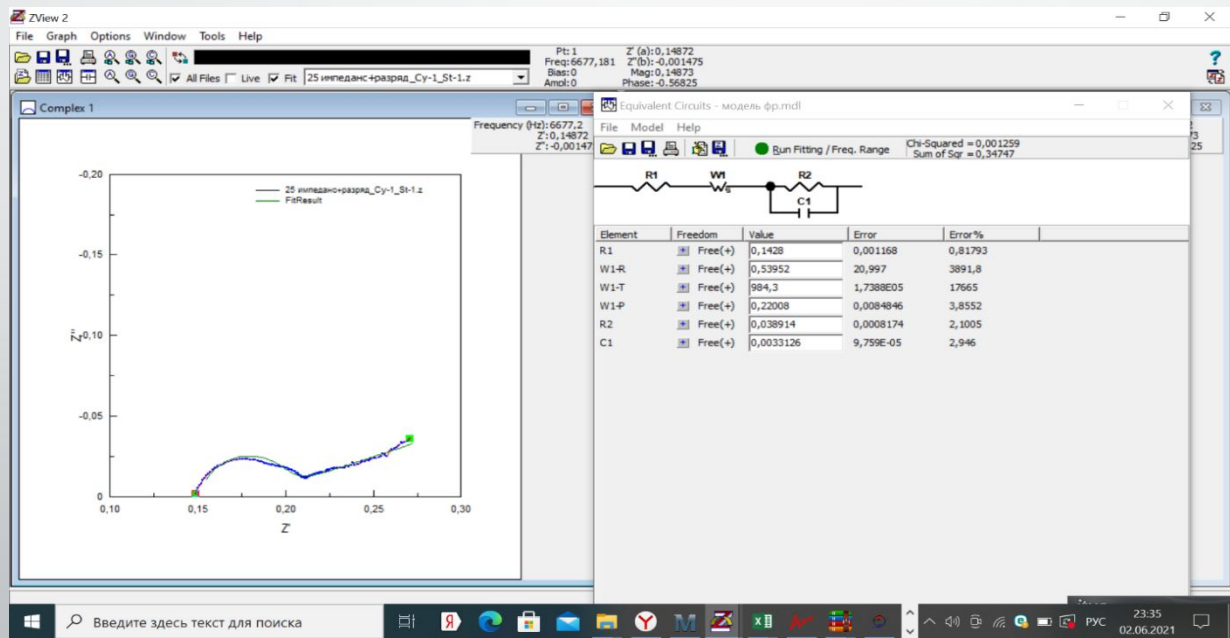 ZView 2
File Graph Options Window Tools Help
All Files Live Fit 25 импеданс+разряд_Cy-1_St-1.z
Pt: 1 Z' (a): 0,14872
Freq: 6677,181 Z''(b): -0,001475
Bias: 0 Mag: 0,14873
Ampl: 0 Phase: -0.56825
Complex 1
Frequency (Hz): 6677,2
Z': 0,14872
Z'': -0,00147
25 импеданс+разряд_Cy-1_St-1.z
FitResult
-0,20
-0,15
-0,10
-0,05
0
Z''
0,10 0,15 0,20 0,25 0,30
Z'
Equivalent Circuits - модель фр.mdl
File Model Help
Run Fitting / Freq. Range
Chi-Squared = 0,001259
Sum of Sqr = 0,34747
R1 W1 R2
s
C1
Element Freedom Value Error Error%
R1 Free(+) 0,1428 0,001168 0,81793
W1-R Free(+) 0,53952 20,997 3891,8
W1-T Free(+) 984,3 1,7388E05 17665
W1-P Free(+) 0,22008 0,0084846 3,8552
R2 Free(+) 0,038914 0,0008174 2,1005
C1 Free(+) 0,0033126 9,759E-05 2,946
25
Введите здесь текст для поиска
РУС
23:35
02.06.2021